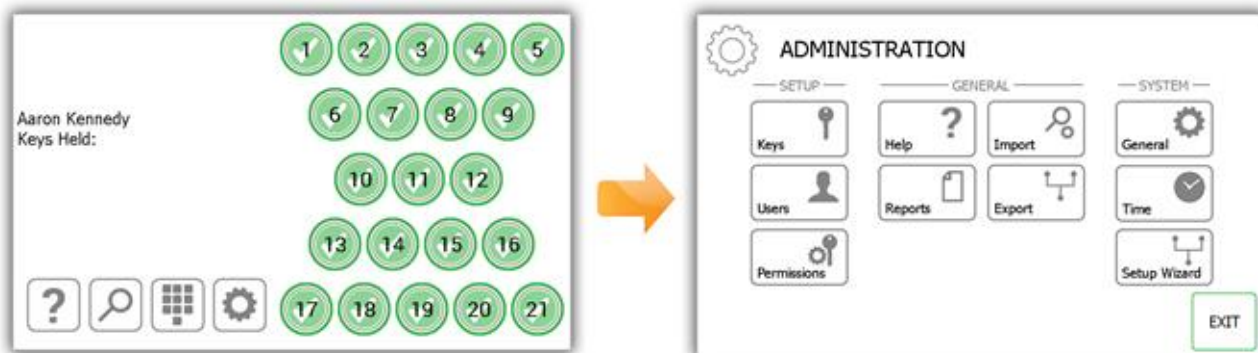 1 2 3 4 5
6 7 8 9
Aaron Kennedy
Keys Held:
10 11 12
13 14 15 16
? 17 18 19 20 21
ADMINISTRATION
SETUP GENERAL SYSTEM
Keys Help ? Import General
Users Reports Export Time
Permissions Setup Wizard
EXIT